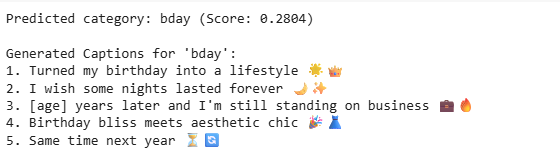 Predicted category: bday (Score: 0.2804)

Generated Captions for 'bday':
1. Turned my birthday into a lifestyle 🌟👑
2. I wish some nights lasted forever 🌙✨
3. [age] years later and I'm still standing on business 💼🔥
4. Birthday bliss meets aesthetic chic 🎉👗
5. Same time next year ⏳🔄